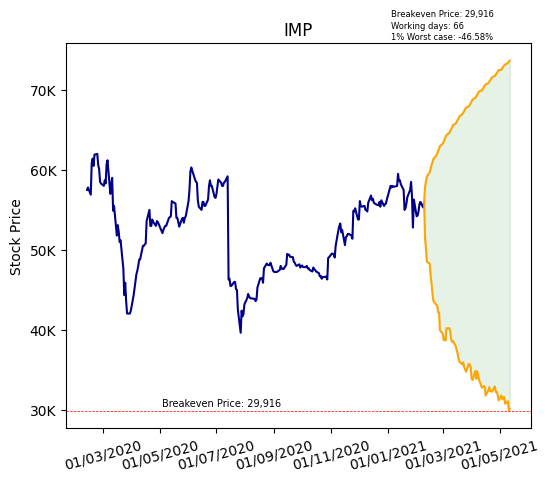 Breakeven Price: 29,916
Working days: 66
1% Worst case: -46.58%
IMP
Stock Price
70K
60K
50K
40K
30K
Breakeven Price: 29,916
01/03/2020
01/05/2020
01/07/2020
01/09/2020
01/11/2020
01/01/2021
01/03/2021
01/05/2021